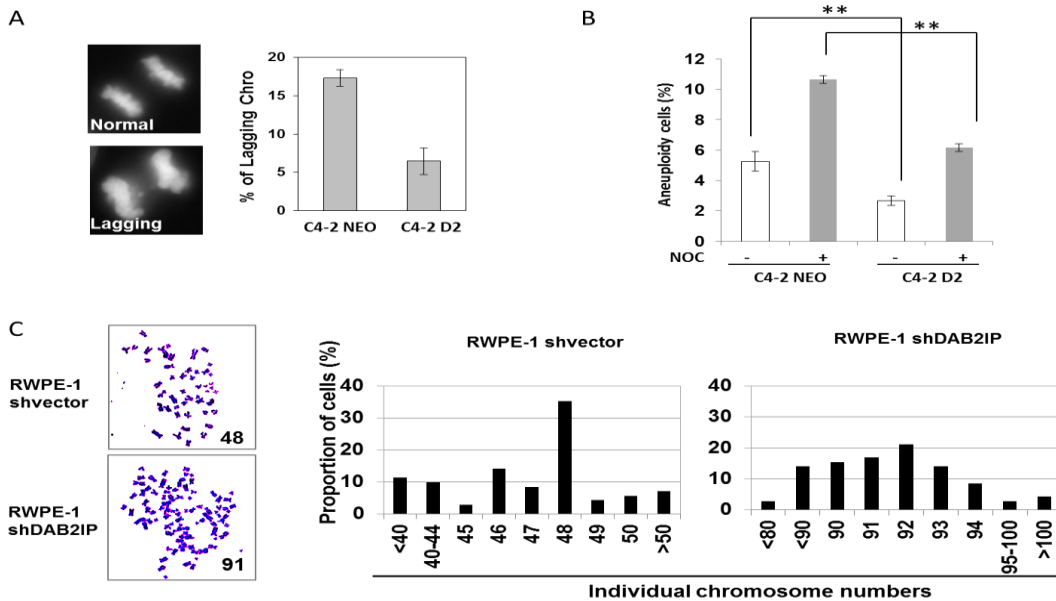 A
B
Normal
Lagging
% of Lagging Chro
20
15
10
5
0
C4-2 NEO
C4-2 D2
Aneuploidy cells (%)
12
10
8
6
4
2
0
**
**
NOC
-
+
-
+
C4-2 NEO
C4-2 D2
C
RWPE-1
shvector
48
RWPE-1
shDAB2IP
91
RWPE-1 shvector
RWPE-1 shDAB2IP
Proportion of cells (%)
40
30
20
10
0
<40
40-44
45
46
47
48
49
50
>50
40
30
20
10
0
<80
<90
90
91
92
93
94
95-100
>100
Individual chromosome numbers